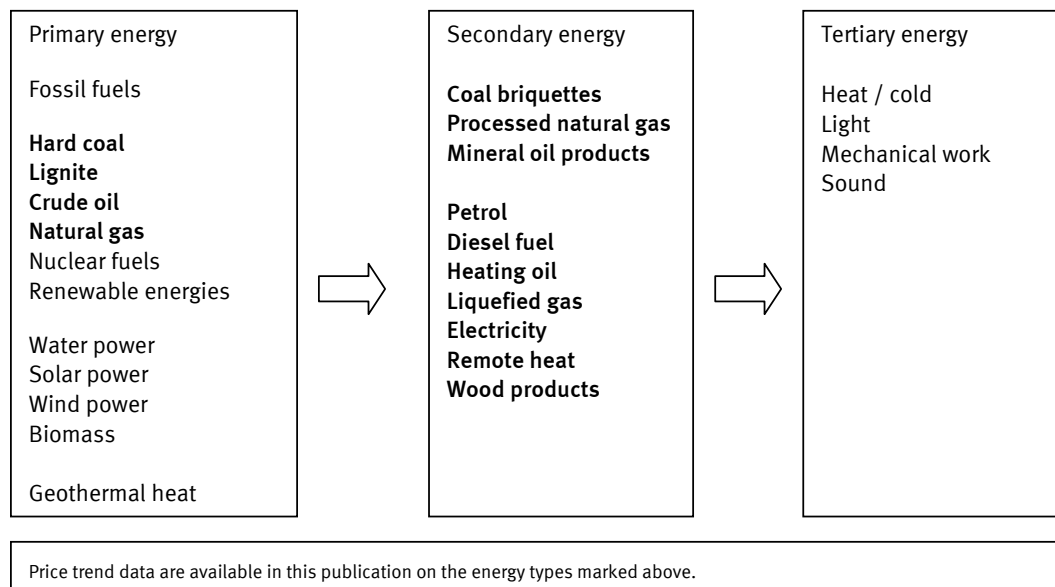 Primary energy
Fossil fuels
Hard coal
Lignite
Crude oil
Natural gas
Nuclear fuels
Renewable energies
Water power
Solar power
Wind power
Biomass
Geothermal heat
Secondary energy
Coal briquettes
Processed natural gas
Mineral oil products
Petrol
Diesel fuel
Heating oil
Liquefied gas
Electricity
Remote heat
Wood products
Tertiary energy
Heat / cold
Light
Mechanical work
Sound
Price trend data are available in this publication on the energy types marked above.